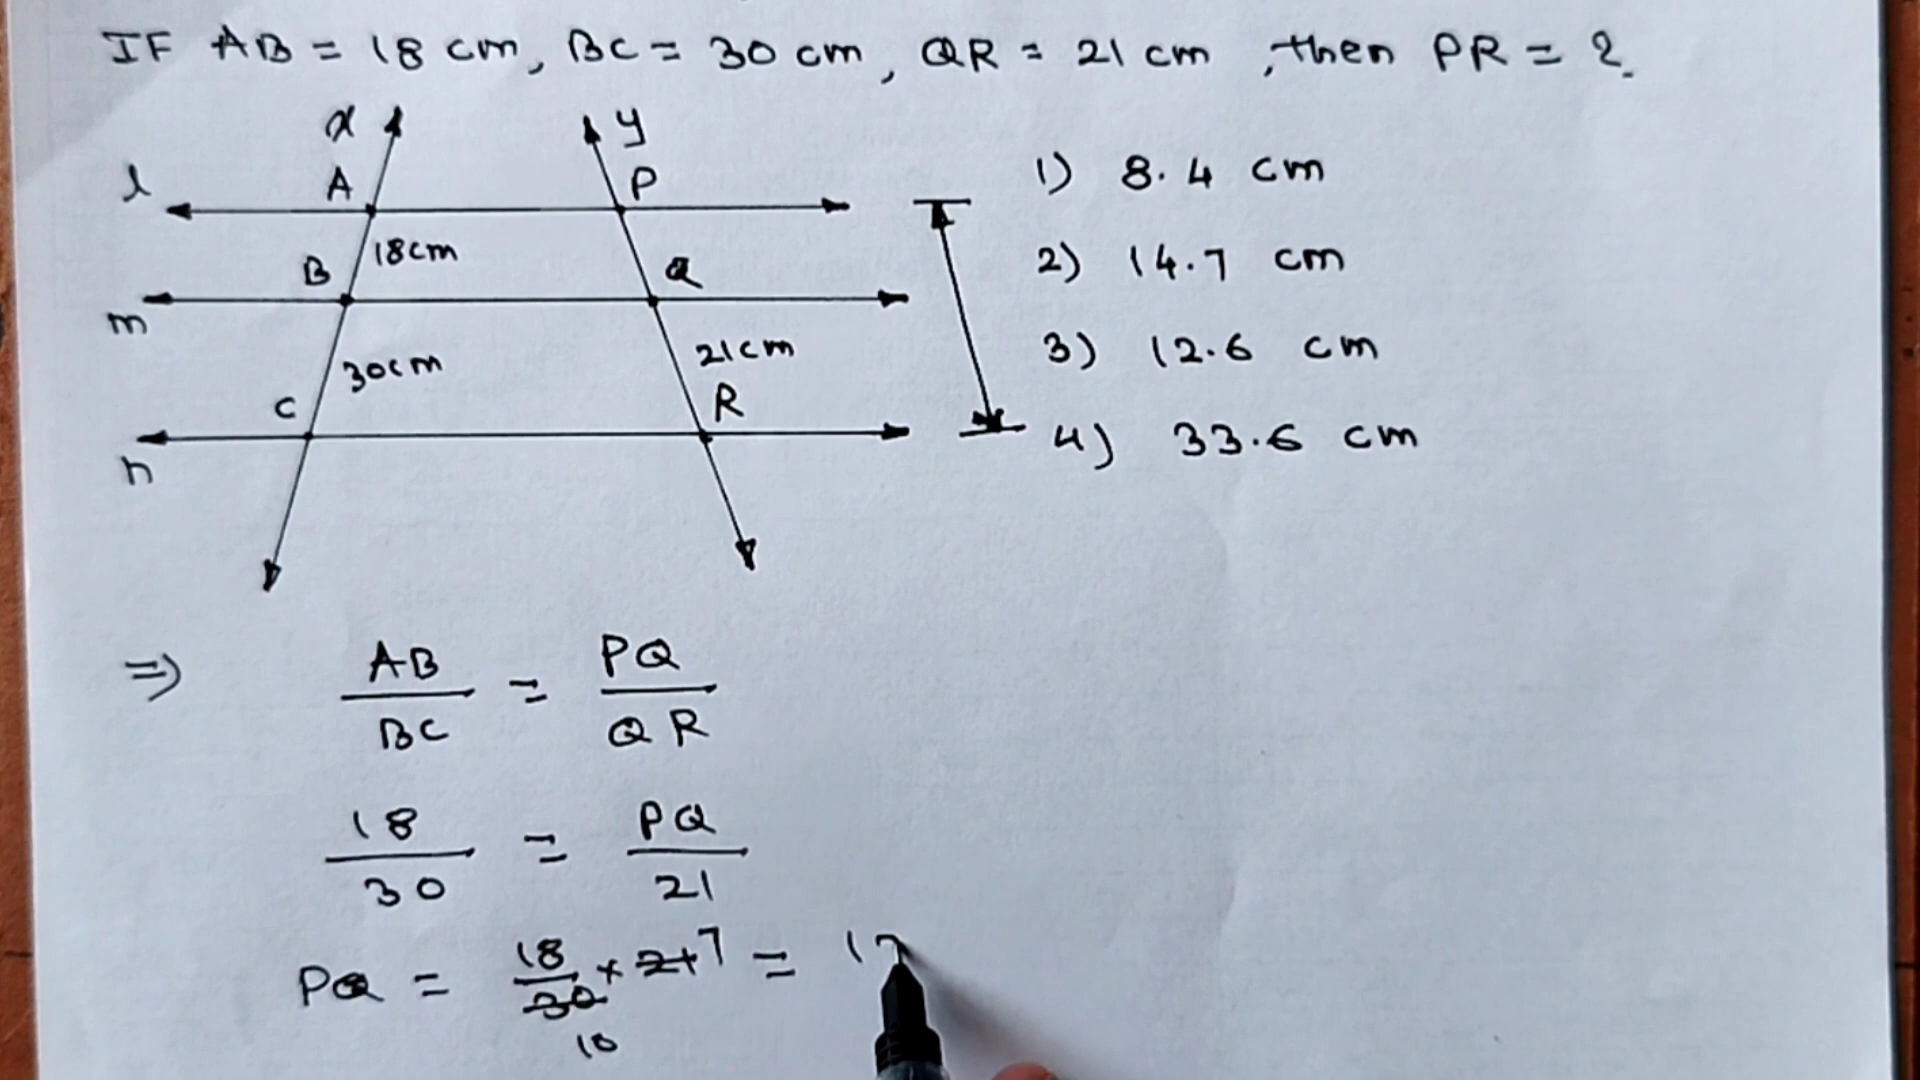 IF AB = 18 cm, BC = 30 cm, QR = 21 cm, then PR = ?
x y
l A P
1) 8.4 cm
B 18cm Q
2) 14.7 cm
m
30cm 21cm
3) 12.6 cm
C R
4) 33.6 cm
n
=> AB/BC = PQ/QR
18/30 = PQ/21
PQ = 18/30 × 21 7 =
10